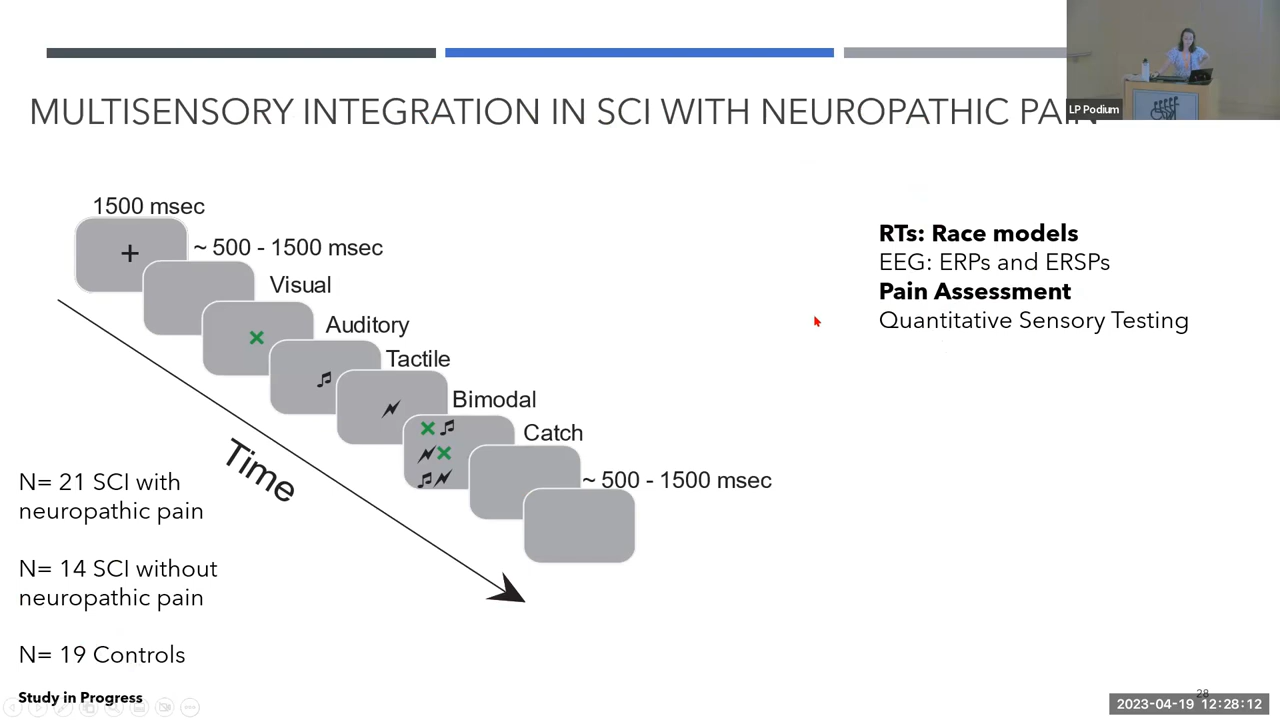 MULTISENSORY INTEGRATION IN SCI WITH NEUROPATHIC PAIN
LP Podium
1500 msec
~ 500 - 1500 msec
Visual
Auditory
Tactile
Bimodal
Catch
~ 500 - 1500 msec
Time
RTs: Race models
EEG: ERPs and ERSPs
Pain Assessment
Quantitative Sensory Testing
N= 21 SCI with
neuropathic pain
N= 14 SCI without
neuropathic pain
N= 19 Controls
Study in Progress
28
2023-04-19 12:28:12